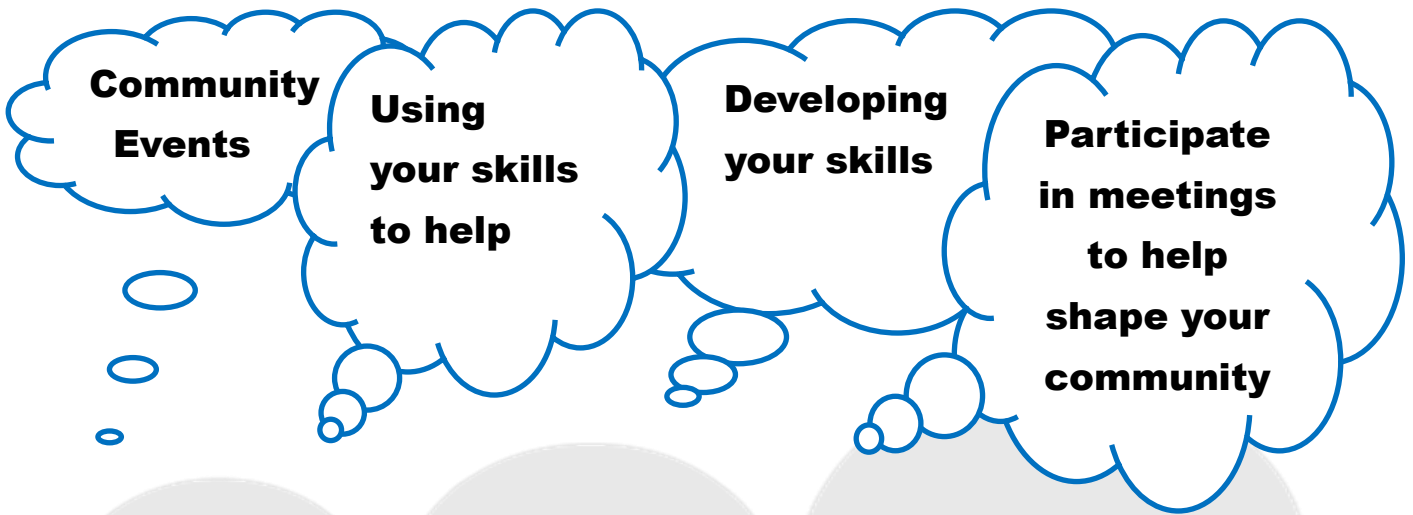 Community
Events
Using
your skills
to help
Developing
your skills
Participate
in meetings
to help
shape your
community